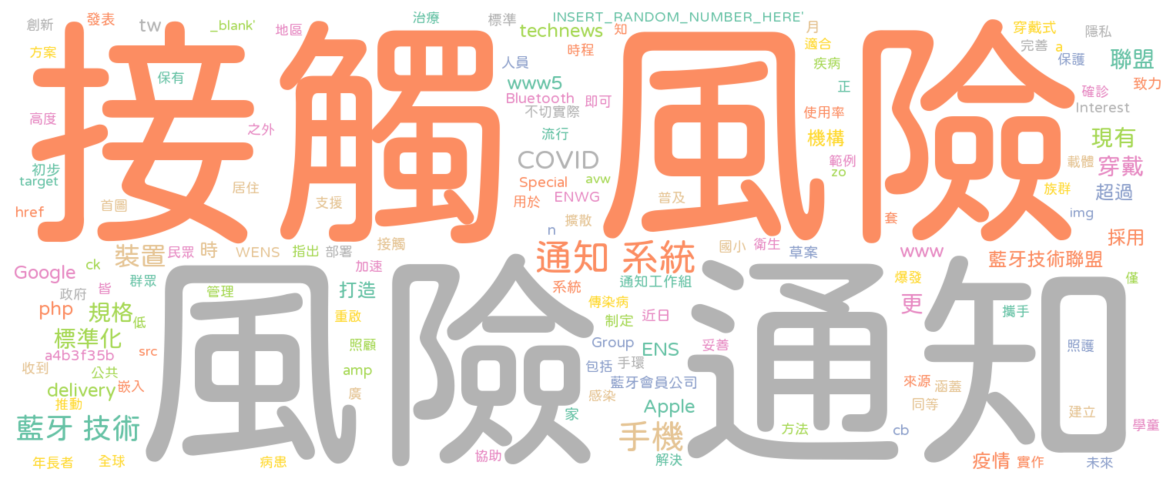 創新
發表
tw
_blank'
地區
治療
標準
INSERT_RANDOM_NUMBER_HERE'
technews
知
時程
月
適合
穿戴式
完善
a
隱私
保護
聯盟
方案
保有
人員
www5
疾病
正
致力
確診
Bluetooth
即可
不切實際
使用率
Interest
高度
之外
流行
機構
現有
接觸風險
初步
target
居住
COVID
avw
範例
zo
載體
穿戴
href
首圖
支援
Special
ENWG
用於
普及
族群
超過
擴散
n
套
img
採用
裝置
時
民眾
WENS
指出
部署
接觸
通知 系統
國小
衛生
草案
www
藍牙技術聯盟
Google
ck
皆
群眾
加速
系統
通知工作組
爆發
僅
政府
管理
打造
傳染病
php
規格
低
重啟
制定
近日
更
攜手
風險通知
標準化
照顧
Group
ENS
妥善
照護
a4b3f35b
src
收到
公共
amp
包括
手環
delivery
嵌入
藍牙會員公司
來源
涵蓋
推動
廣
感染
Apple
同等
建立
藍牙 技術
家
手機
方法
cb
學童
年長者
全球
病患
協助
解決
疫情
實作
未來